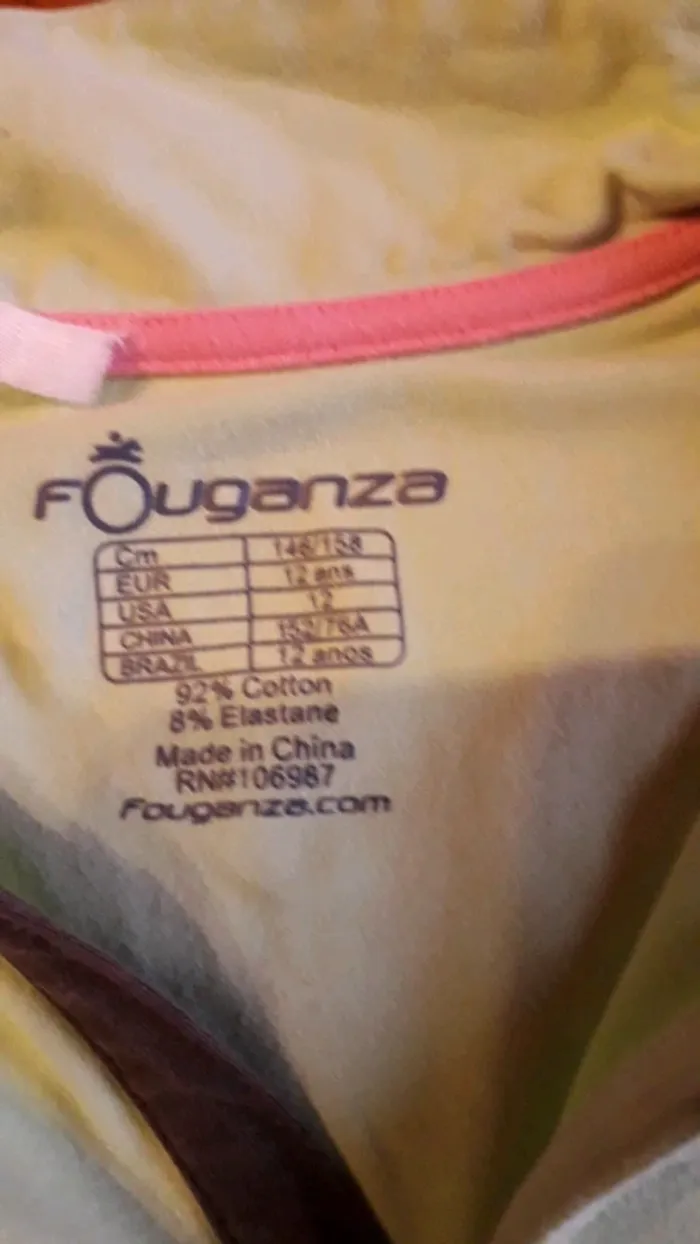 Fouganza
Cm 146/158
EUR 12 ans
USA 12
CHINA 152/76A
BRAZIL 12 anos
92% Cotton
8% Elastane
Made in China
RN#106987
Fouganza.com